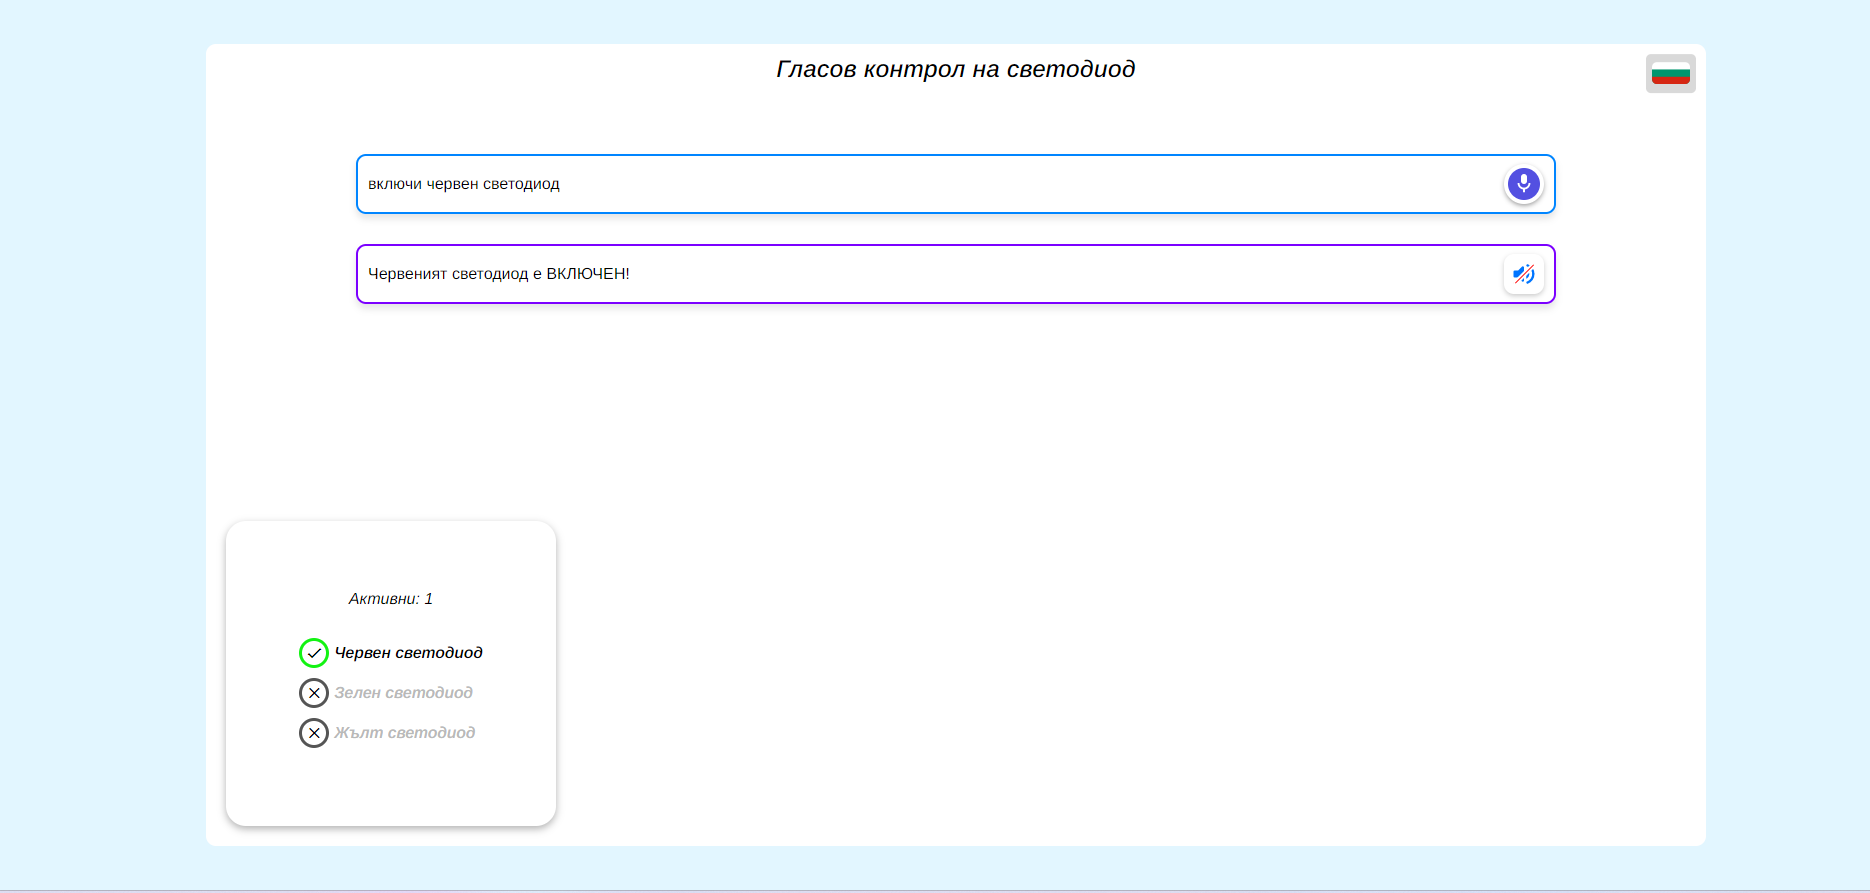 Гласов контрол на светодиод
включи червен светодиод
Червеният светодиод е ВКЛЮЧЕН!
Активни: 1
Червен светодиод
Зелен светодиод
Жълт светодиод